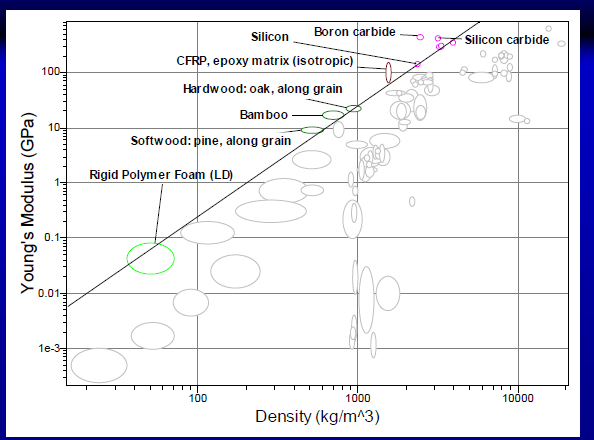 Boron carbide
Silicon
Silicon carbide
CFRP, epoxy matrix (isotropic)
Hardwood: oak, along grain
Bamboo
Softwood: pine, along grain
Rigid Polymer Foam (LD)
Young's Modulus (GPa)
100
10
1
0.1
0.01
1e-3
100
1000
10000
Density (kg/m^3)